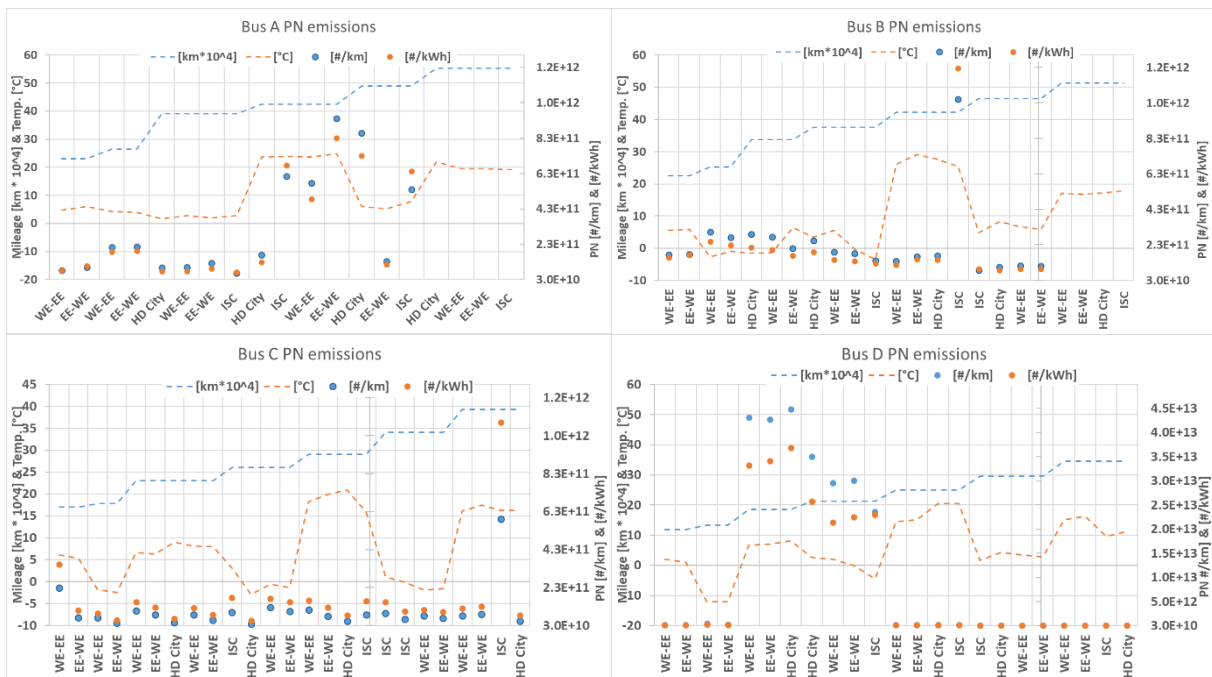 Bus A PN emissions
[km*10^4] [°C] [#/km] [#/kWh]
Mileage [km * 10^4] & Temp. [°C]
60
50
40
30
20
10
0
-10
-20
1.2E+12
1.0E+12
8.3E+11
6.3E+11
4.3E+11
2.3E+11
3.0E+10
PN [#/km] & [#/kWh]
WE-EE
EE-WE
WE-EE
EE-WE
HD City
WE-EE
EE-WE
ISC
HD City
ISC
WE-EE
EE-WE
HD City
EE-WE
ISC
HD City
WE-EE
EE-WE
ISC
Bus B PN emissions
[km*10^4] [°C] [#/km] [#/kWh]
Mileage [km * 10^4] & Temp. [°C]
60
50
40
30
20
10
0
-10
1.2E+12
1.0E+12
8.3E+11
6.3E+11
4.3E+11
2.3E+11
3.0E+10
PN [#/km] & [#/kWh]
WE-EE
EE-WE
WE-EE
EE-WE
HD City
WE-EE
EE-WE
HD City
WE-EE
EE-WE
ISC
WE-EE
EE-WE
HD City
ISC
ISC
HD City
WE-EE
EE-WE
WE-EE
EE-WE
HD City
ISC
Bus C PN emissions
[km*10^4] [°C] [#/km] [#/kWh]
Mileage [km * 10^4] & Temp. [°C]
45
40
35
30
25
20
15
10
5
0
-5
-10
1.2E+12
1.0E+12
8.3E+11
6.3E+11
4.3E+11
2.3E+11
3.0E+10
PN [#/km] & [#/kWh]
WE-EE
EE-WE
WE-EE
EE-WE
WE-EE
EE-WE
HD City
WE-EE
EE-WE
ISC
HD City
WE-EE
EE-WE
WE-EE
EE-WE
HD City
ISC
ISC
HD City
WE-EE
EE-WE
WE-EE
EE-WE
ISC
HD City
Bus D PN emissions
[km*10^4] [°C] [#/km] [#/kWh]
Mileage [km * 10^4] & Temp. [°C]
60
50
40
30
20
10
0
-10
-20
4.5E+13
4.0E+13
3.5E+13
3.0E+13
2.5E+13
2.0E+13
1.5E+13
1.0E+13
5.0E+12
3.0E+10
PN #/km] & [#/kWh]
WE-EE
EE-WE
WE-EE
EE-WE
WE-EE
EE-WE
HD City
HD City
WE-EE
EE-WE
ISC
WE-EE
EE-WE
HD City
ISC
ISC
HD City
WE-EE
EE-WE
WE-EE
EE-WE
ISC
HD City